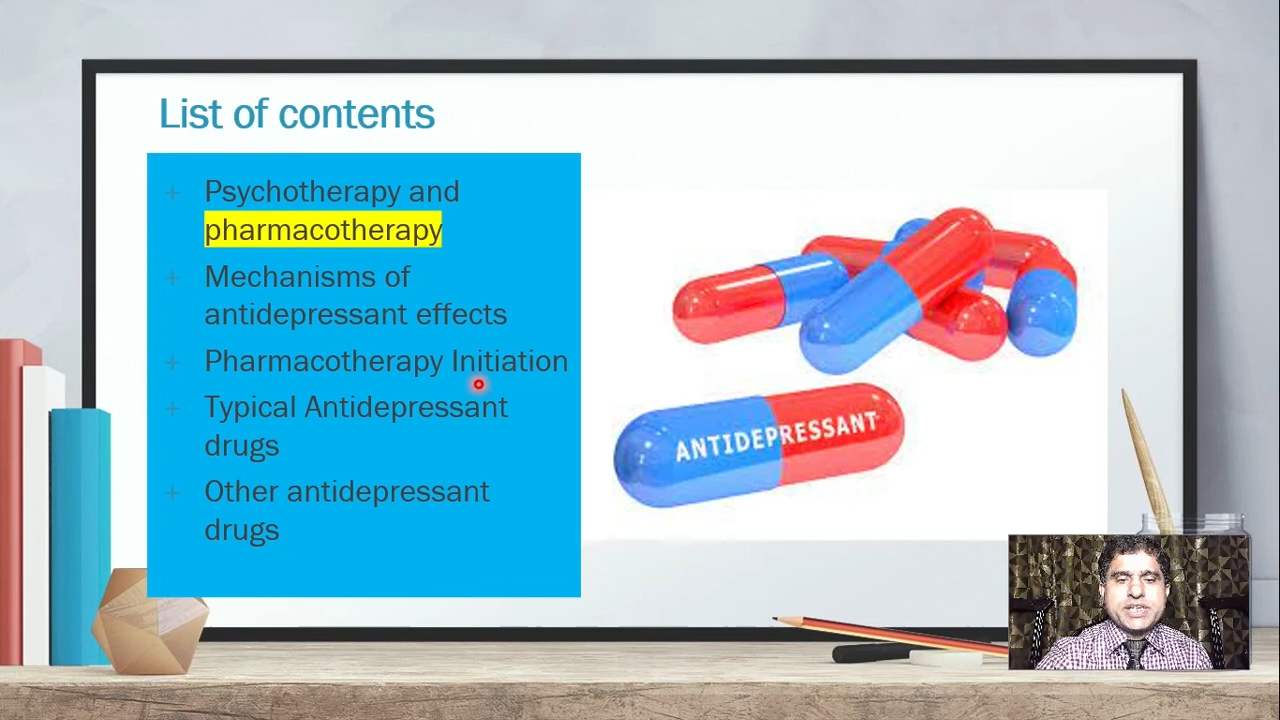 List of contents
+ Psychotherapy and
pharmacotherapy
+ Mechanisms of
antidepressant effects
+ Pharmacotherapy Initiation
+ Typical Antidepressant
drugs
+ Other antidepressant
drugs
ANTIDEPRESSANT